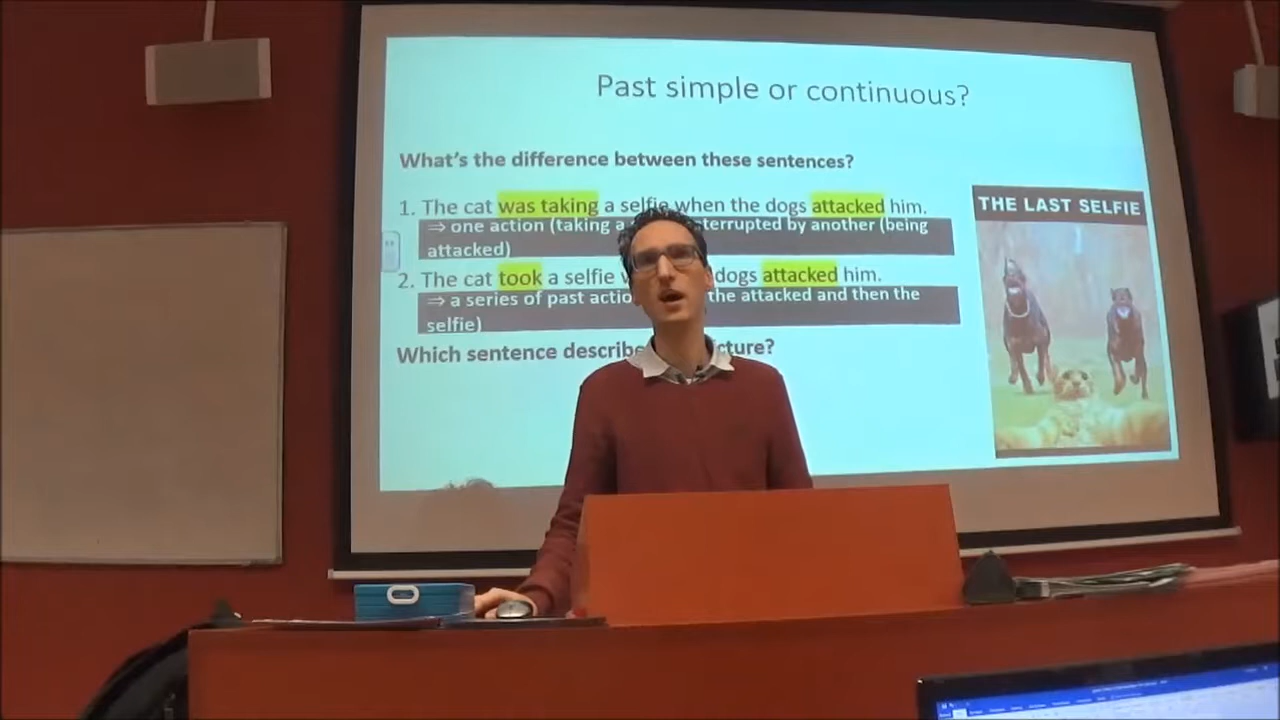 Past simple or continuous?
What's the difference between these sentences?
1. The cat was taking a selfie when the dogs attacked him.
⇒ one action (taking a terrupted by another (being
attacked)
2. The cat took a selfie dogs attacked him.
⇒ a series of past actio the attacked and then the
selfie)
Which sentence describe cture?
THE LAST SELFIE